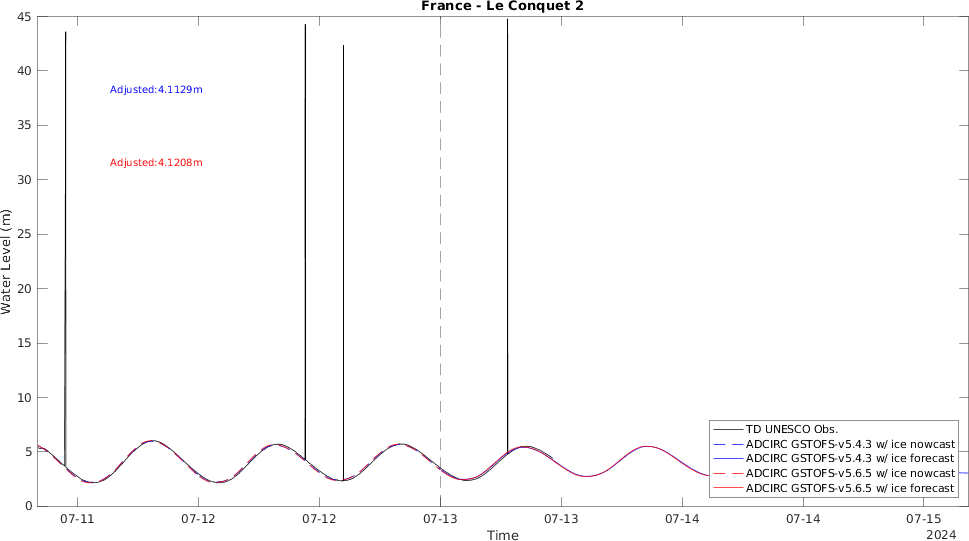 France - Le Conquet 2
45
40
35
30
25
20
15
10
5
0
Water Level (m)
Adjusted:4.1129m
Adjusted:4.1208m
TD UNESCO Obs.
ADCIRC GSTOFS-v5.4.3 w/ ice nowcast
ADCIRC GSTOFS-v5.4.3 w/ ice forecast
ADCIRC GSTOFS-v5.6.5 w/ ice nowcast
ADCIRC GSTOFS-v5.6.5 w/ ice forecast
07-11 07-12 07-12 07-13 07-13 07-14 07-14 07-15
Time
2024